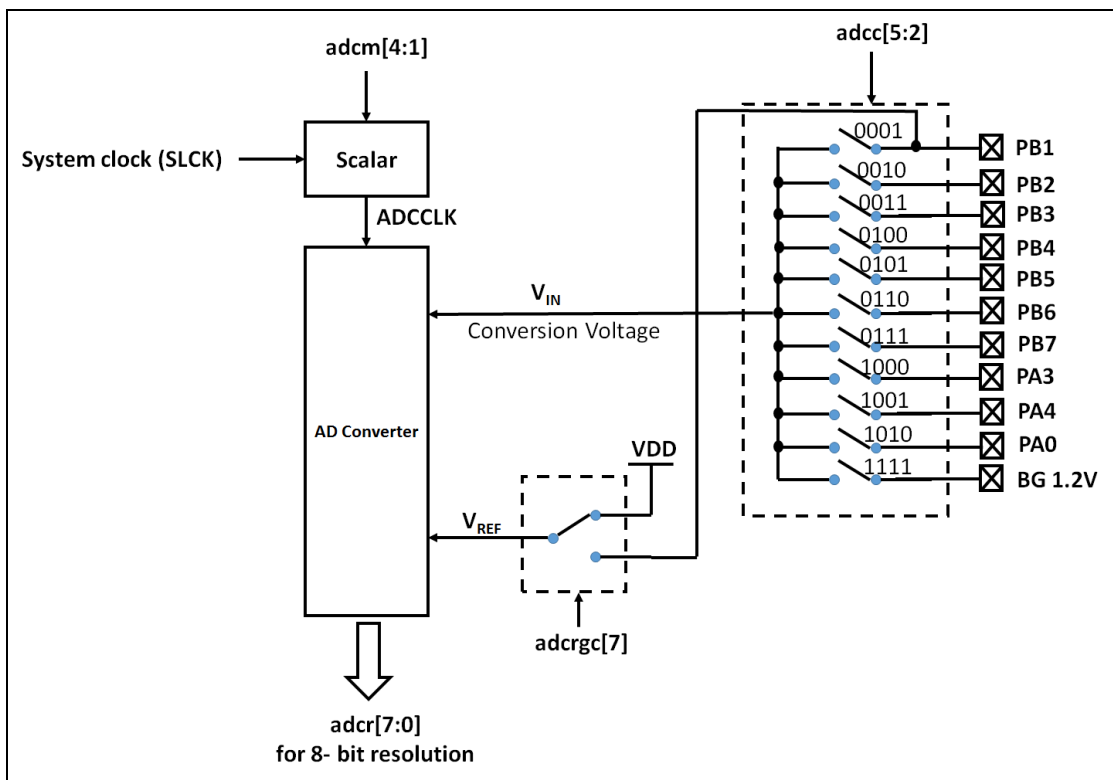 adcm[4:1]
adcc[5:2]
System clock (SLCK)
Scalar
ADCCLK
0001
PB1
0010
PB2
0011
PB3
0100
PB4
0101
PB5
VIN
Conversion Voltage
0110
PB6
0111
PB7
1000
PA3
1001
PA4
AD Converter
1010
PA0
VDD
1111
BG 1.2V
VREF
adcrgc[7]
adcr[7:0]
for 8- bit resolution